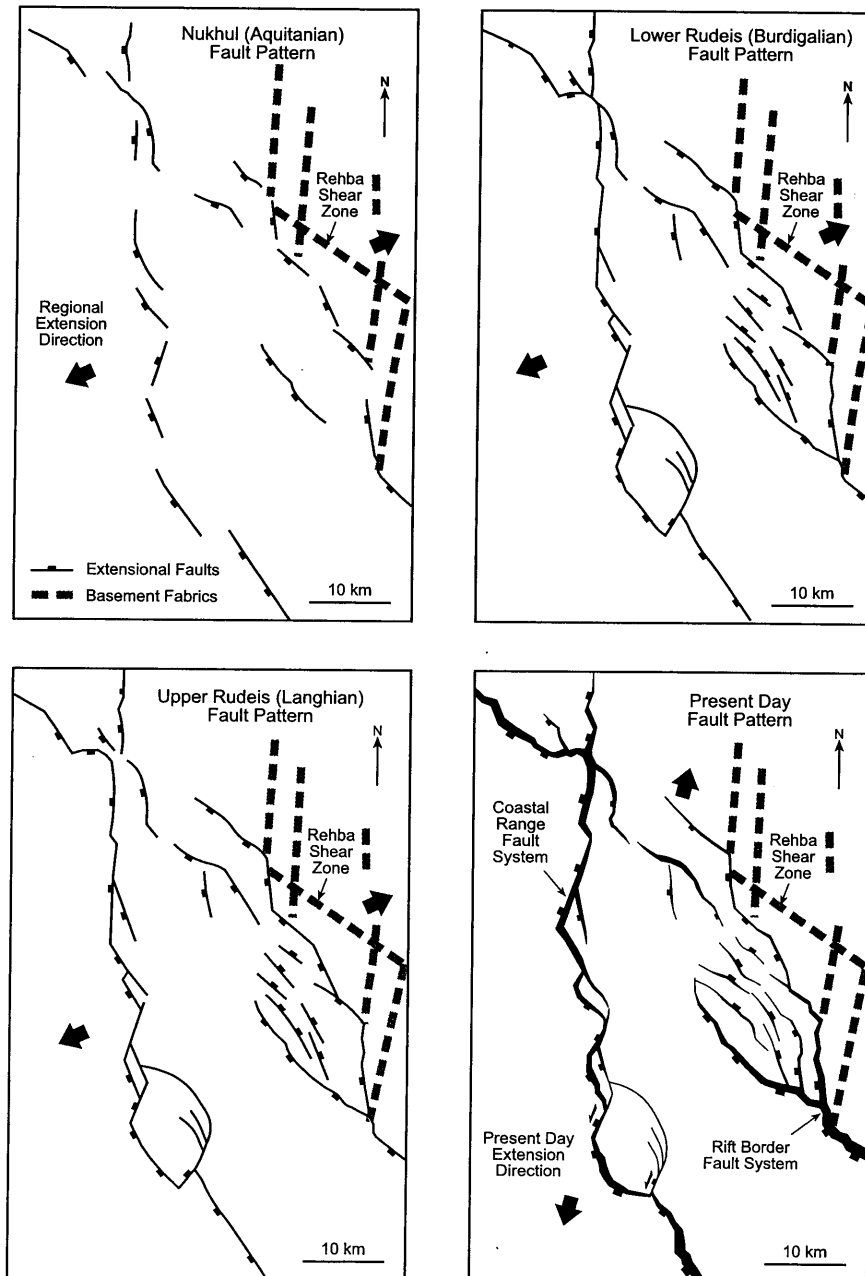 Nukhul (Aquitanian)
Fault Pattern
N
Rehba
Shear
Zone
Regional
Extension
Direction
Extensional Faults
Basement Fabrics
10 km
Lower Rudeis (Burdigalian)
Fault Pattern
N
Rehba
Shear
Zone
10 km
Upper Rudeis (Langhian)
Fault Pattern
N
Rehba
Shear
Zone
10 km
Present Day
Fault Pattern
N
Coastal
Range
Fault
System
Rehba
Shear
Zone
Present Day
Extension
Direction
Rift Border
Fault System
10 km